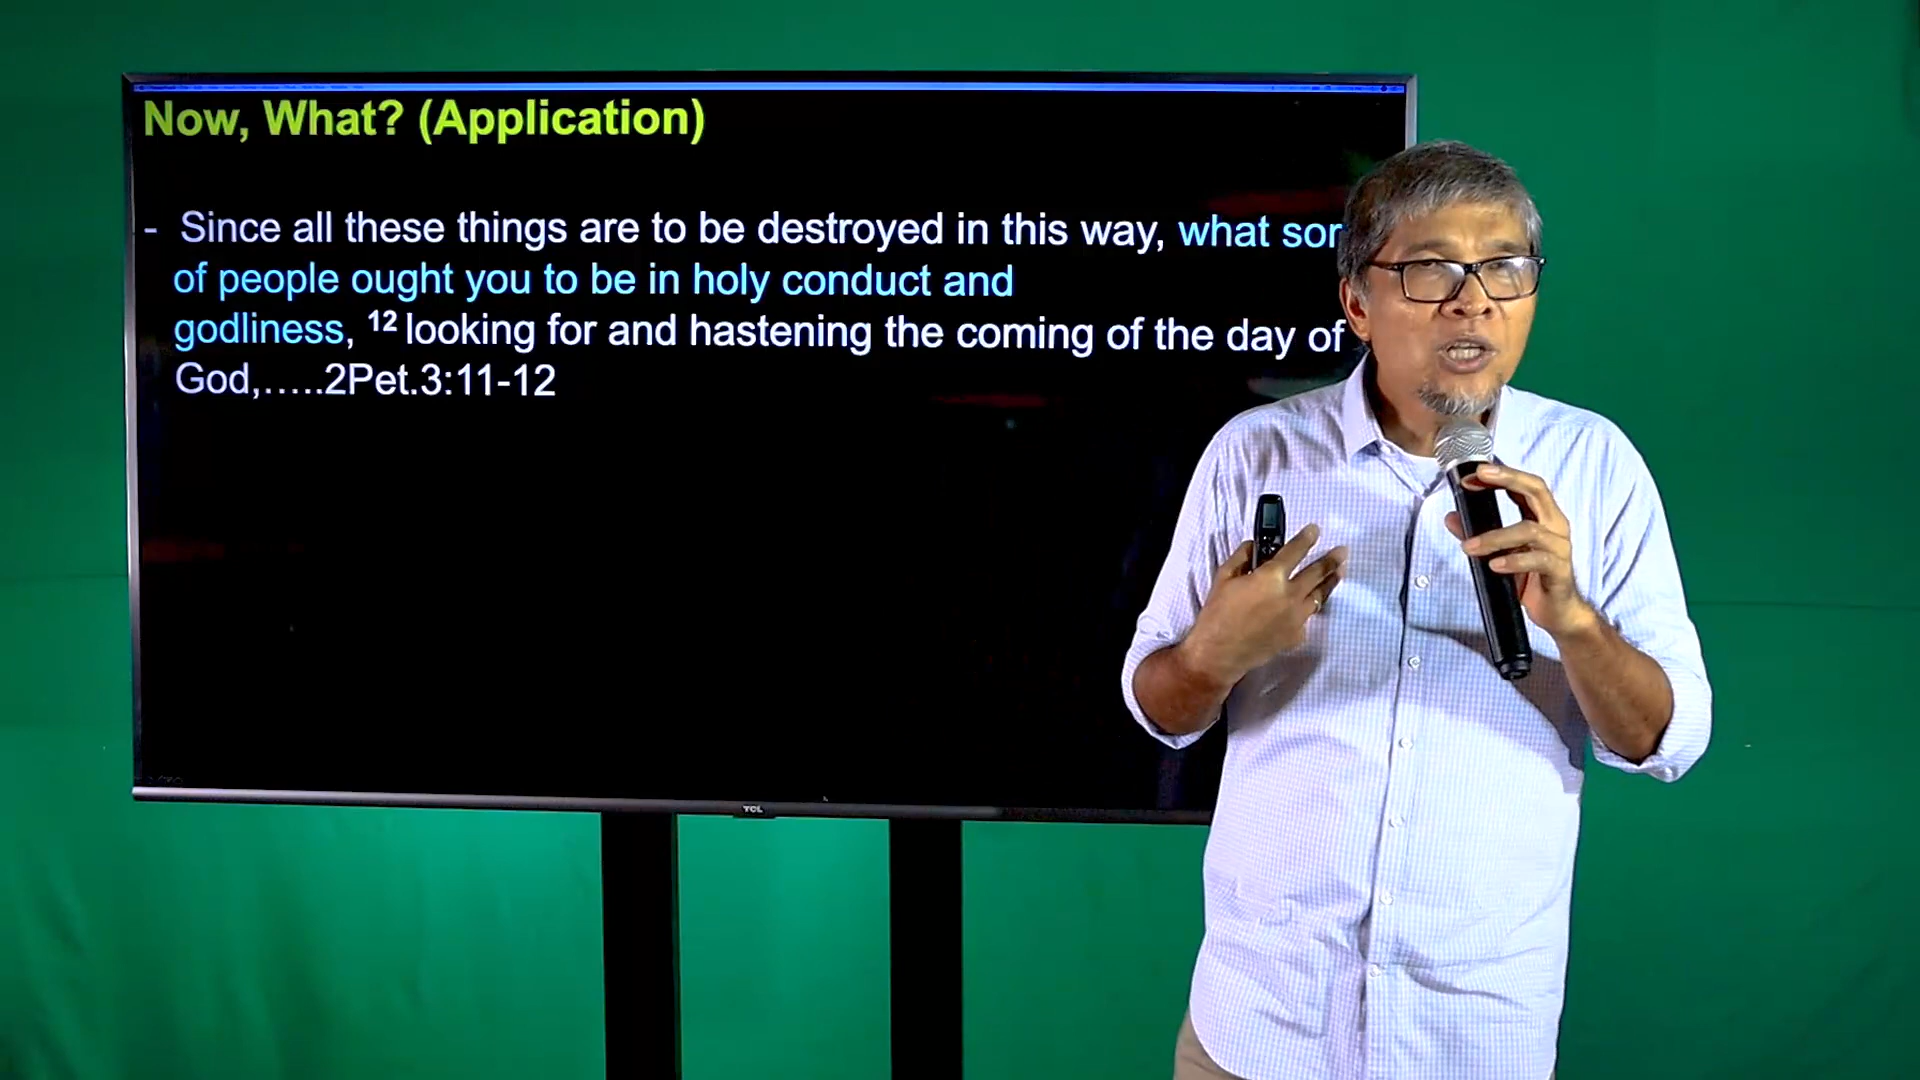 Now, What? (Application)
- Since all these things are to be destroyed in this way, what sor
of people ought you to be in holy conduct and
godliness, 12 looking for and hastening the coming of the day of
God,.....2Pet.3:11-12
TCL